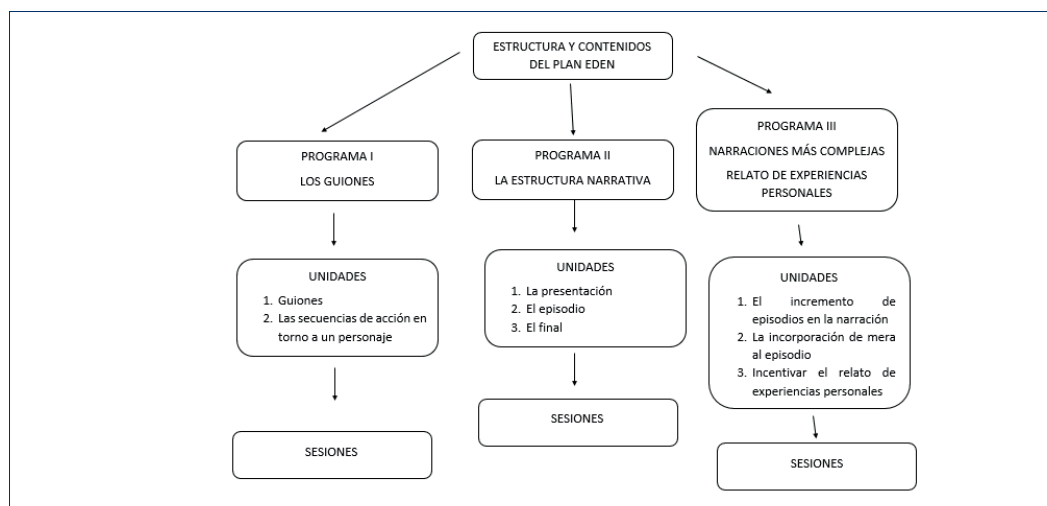 ESTRUCTURA Y CONTENIDOS
DEL PLAN EDEN
PROGRAMA I
LOS GUIONES
UNIDADES
1. Guiones
2. Las secuencias de acción en
torno a un personaje
SESIONES
PROGRAMA II
LA ESTRUCTURA NARRATIVA
UNIDADES
1. La presentación
2. El episodio
3. El final
SESIONES
PROGRAMA III
NARRACIONES MÁS COMPLEJAS
RELATO DE EXPERIENCIAS
PERSONALES
UNIDADES
1. El incremento de
episodios en la narración
2. La incorporación de mera
al episodio
3. Incentivar el relato de
experiencias personales
SESIONES